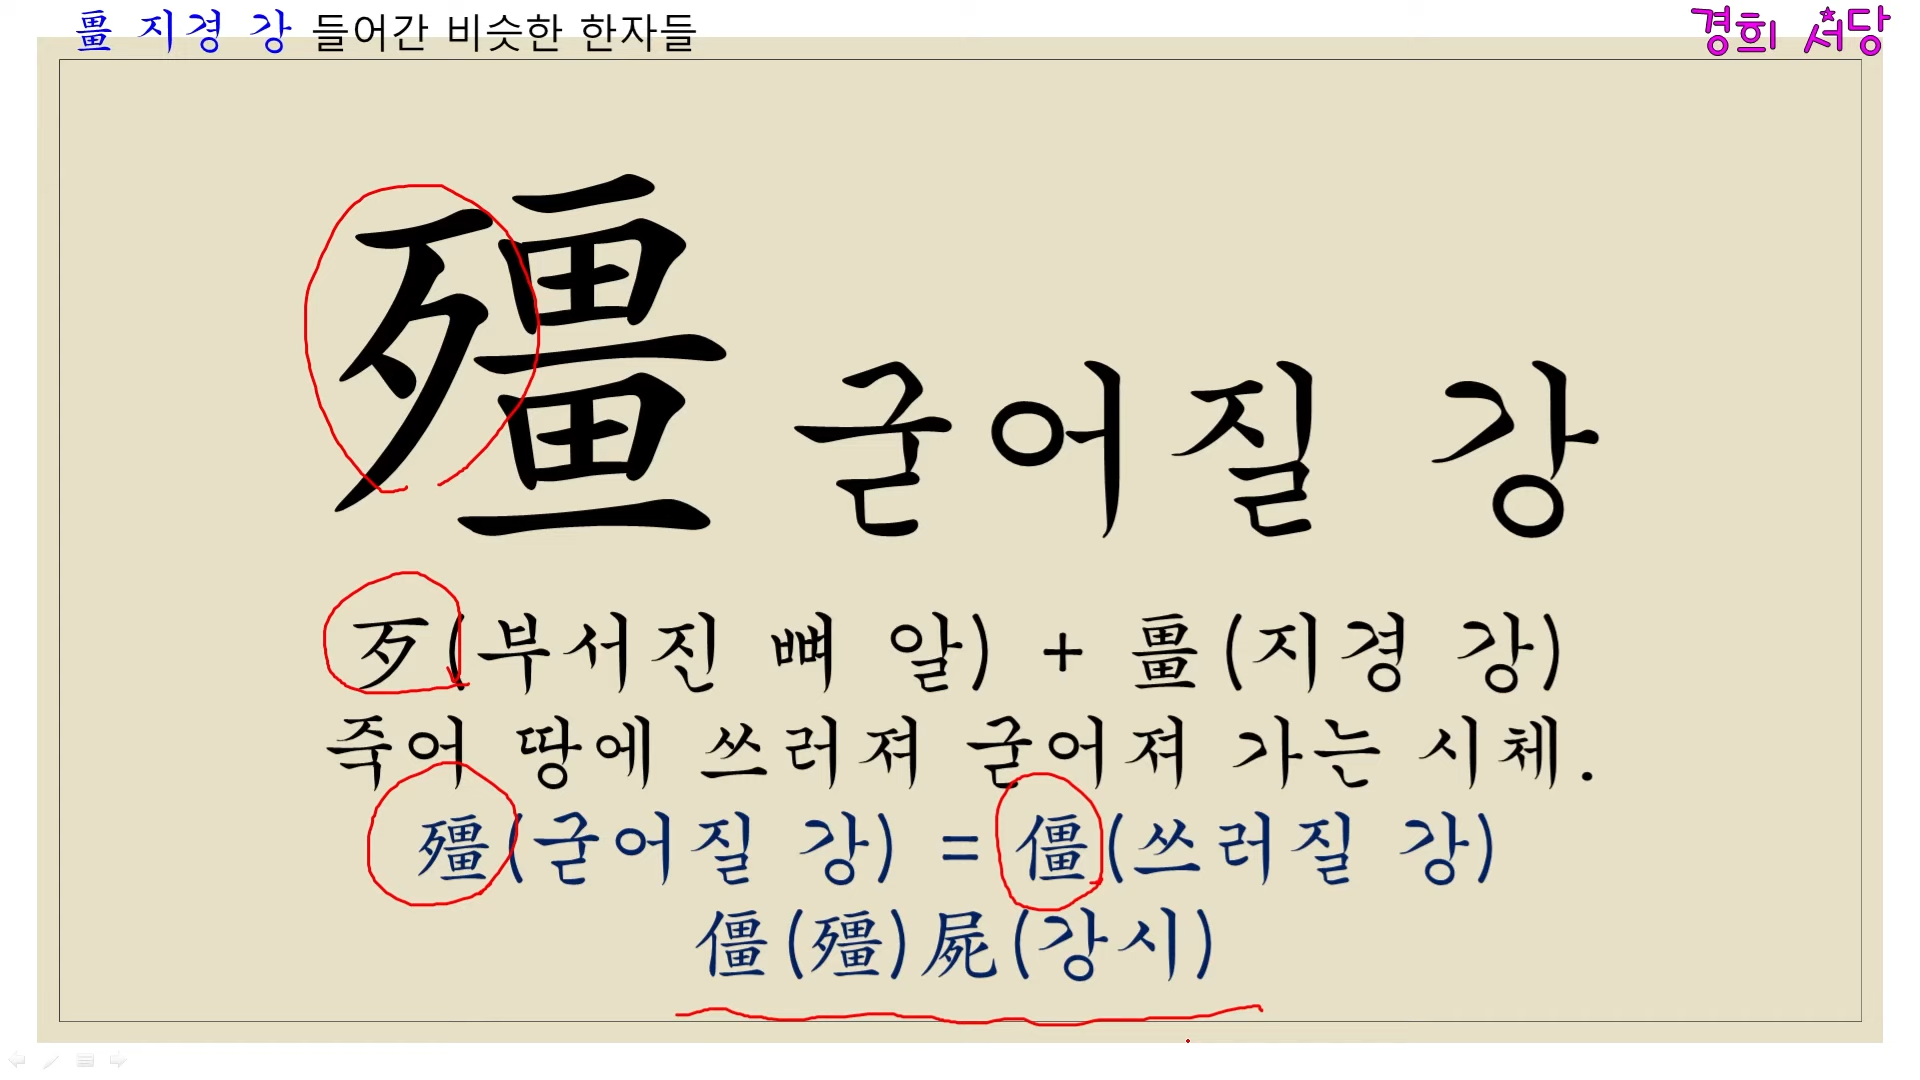 畺 지경 강 들어간 비슷한 한자들
경희 서당
殭 굳어질 강
歹(부서진 뼈 알) + 畺(지경 강)
죽어 땅에 쓰러져 굳어져 가는 시체.
殭(굳어질 강) = 僵(쓰러질 강)
僵(殭)屍(강시)